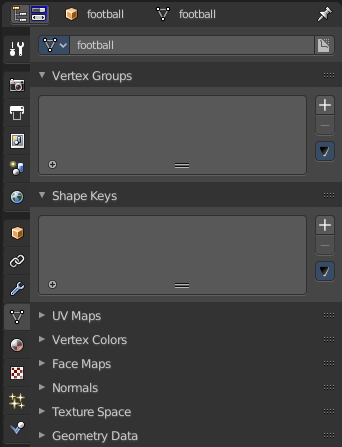 football football
football
Vertex Groups
Shape Keys
UV Maps
Vertex Colors
Face Maps
Normals
Texture Space
Geometry Data